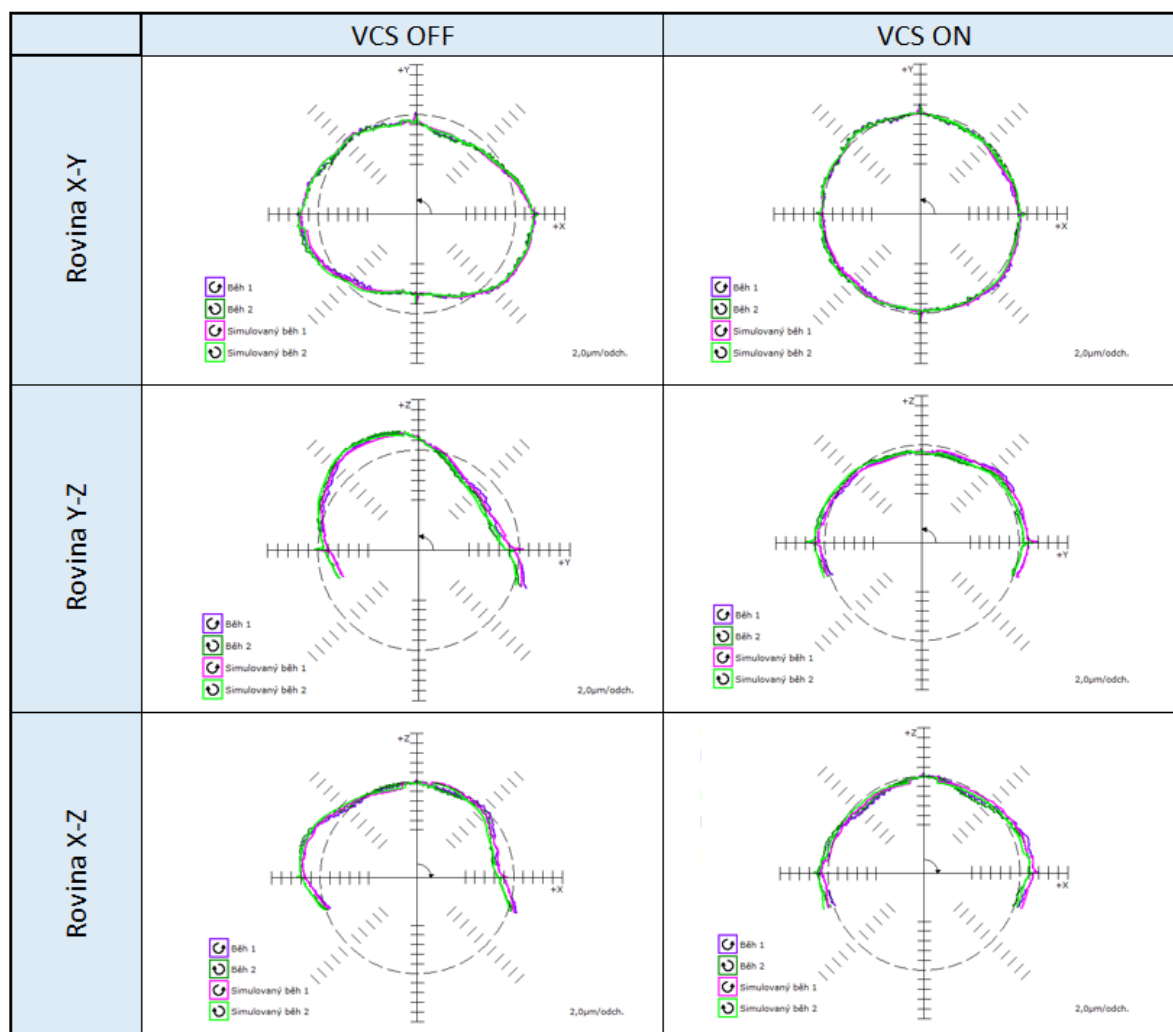 VCS OFF
VCS ON
Rovina X-Y
+Y
+X
Běh 1
Běh 2
Simulovaný běh 1
Simulovaný běh 2
2,0µm/odch.
+Y
+X
Běh 1
Běh 2
Simulovaný běh 1
Simulovaný běh 2
2,0µm/odch.
Rovina Y-Z
+Z
+Y
Běh 1
Běh 2
Simulovaný běh 1
Simulovaný běh 2
2,0µm/odch.
+Z
+Y
Běh 1
Běh 2
Simulovaný běh 1
Simulovaný běh 2
2,0µm/odch.
Rovina X-Z
+Z
+X
Běh 1
Běh 2
Simulovaný běh 1
Simulovaný běh 2
2,0µm/odch.
+Z
+X
Běh 1
Běh 2
Simulovaný běh 1
Simulovaný běh 2
2,0µm/odch.